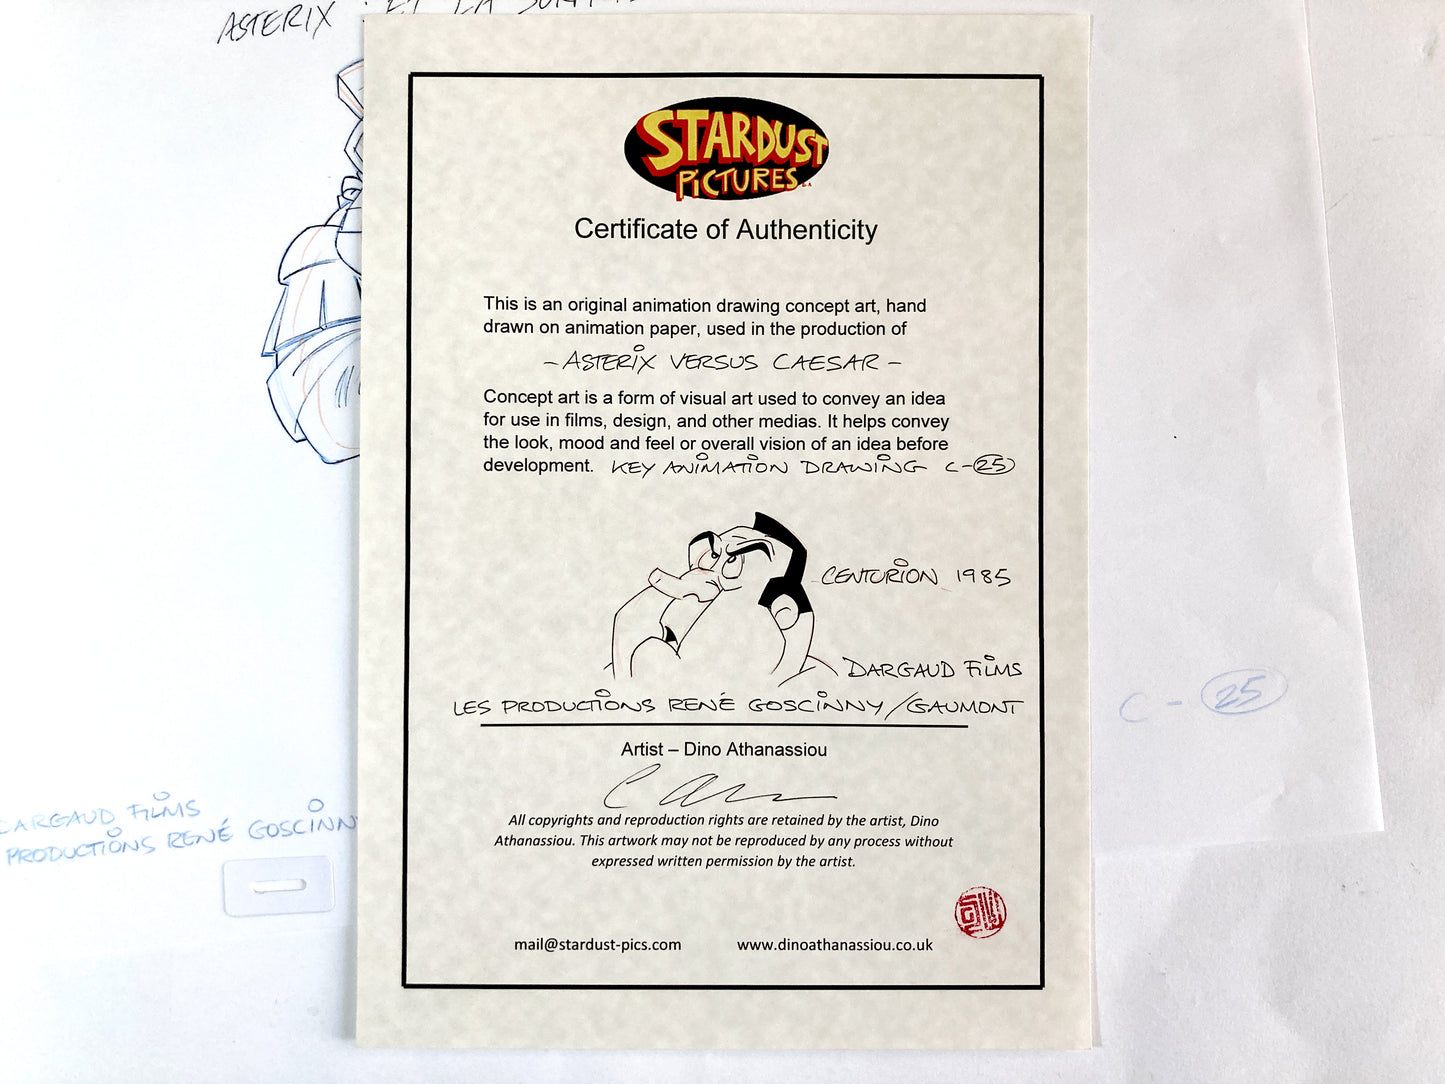 ASTERIX
STARDUST
PiCTURES
Certificate of Authenticity
This is an original animation drawing concept art, hand
drawn on animation paper, used in the production of
- ASTERIX VERSUS CAESAR -
Concept art is a form of visual art used to convey an idea
for use in films, design, and other medias. It helps convey
the look, mood and feel or overall vision of an idea before
development. KEY ANIMATION DRAWING C-25
CENTURION 1985
DARGAUD FILMS
LES PRODUCTIONS RENÉ GOSCINNY/GAUMONT
Artist – Dino Athanassiou
All copyrights and reproduction rights are retained by the artist, Dino
Athanassiou. This artwork may not be reproduced by any process without
expressed written permission by the artist.
mail@stardust-pics.com www.dinoathanassiou.co.uk
DARGAUD FILMS
PRODUCTIONS RENÉ GOSCINN
C - 25